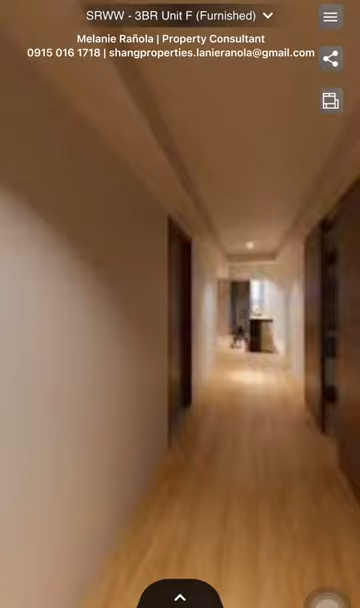 SRWW - 3BR Unit F (Furnished)
Melanie Rañola | Property Consultant
0915 016 1718 | shangproperties.lanieranola@gmail.com